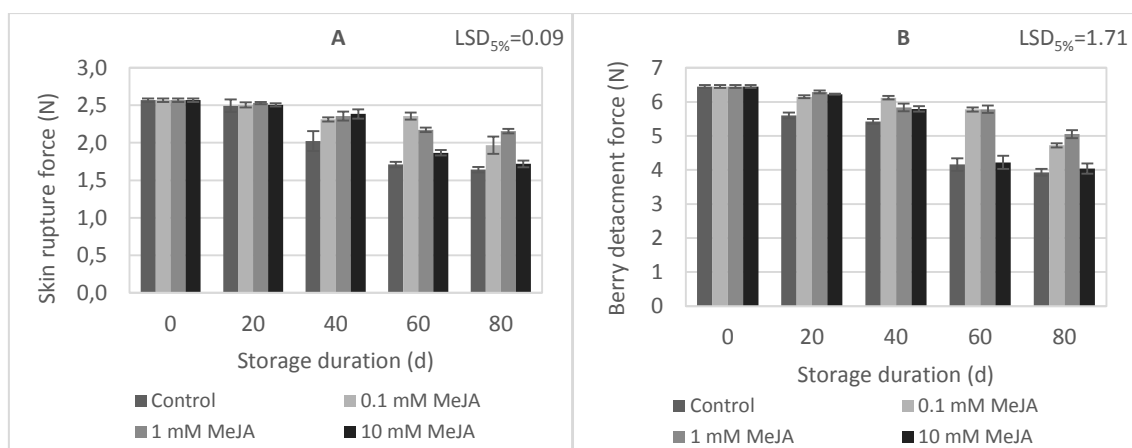 A LSD5%=0.09
3,0
2,5
2,0
1,5
1,0
0,5
0,0
Skin rupture force (N)
0 20 40 60 80
Storage duration (d)
Control 0.1 mM MeJA
1 mM MeJA 10 mM MeJA
B LSD5%=1.71
7
6
5
4
3
2
1
0
Berry detacment force (N)
0 20 40 60 80
Storage duration (d)
Control 0.1 mM MeJA
1 mM MeJA 10 mM MeJA